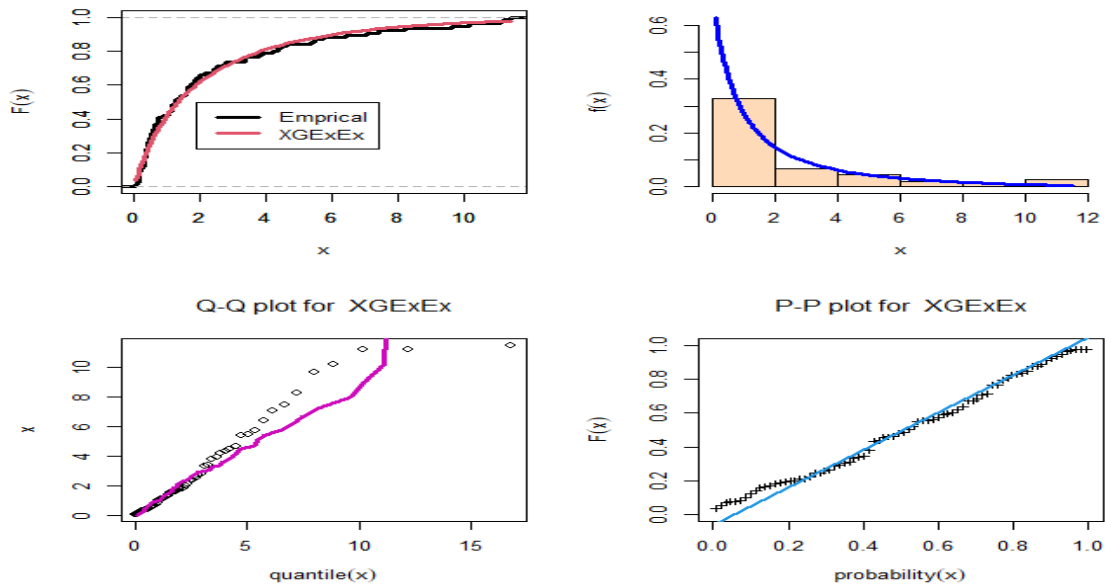 F(x)
1.0
0.8
0.6
0.4
0.2
0.0
Emprical
XGExEx
0 2 4 6 8 10
x
f(x)
0.6
0.4
0.2
0.0
0 2 4 6 8 10 12
x
Q-Q plot for XGExEx
x
10
8
6
4
2
0
0 5 10 15
quantile(x)
P-P plot for XGExEx
F(x)
1.0
0.8
0.6
0.4
0.2
0.0
0.0 0.2 0.4 0.6 0.8 1.0
probability(x)